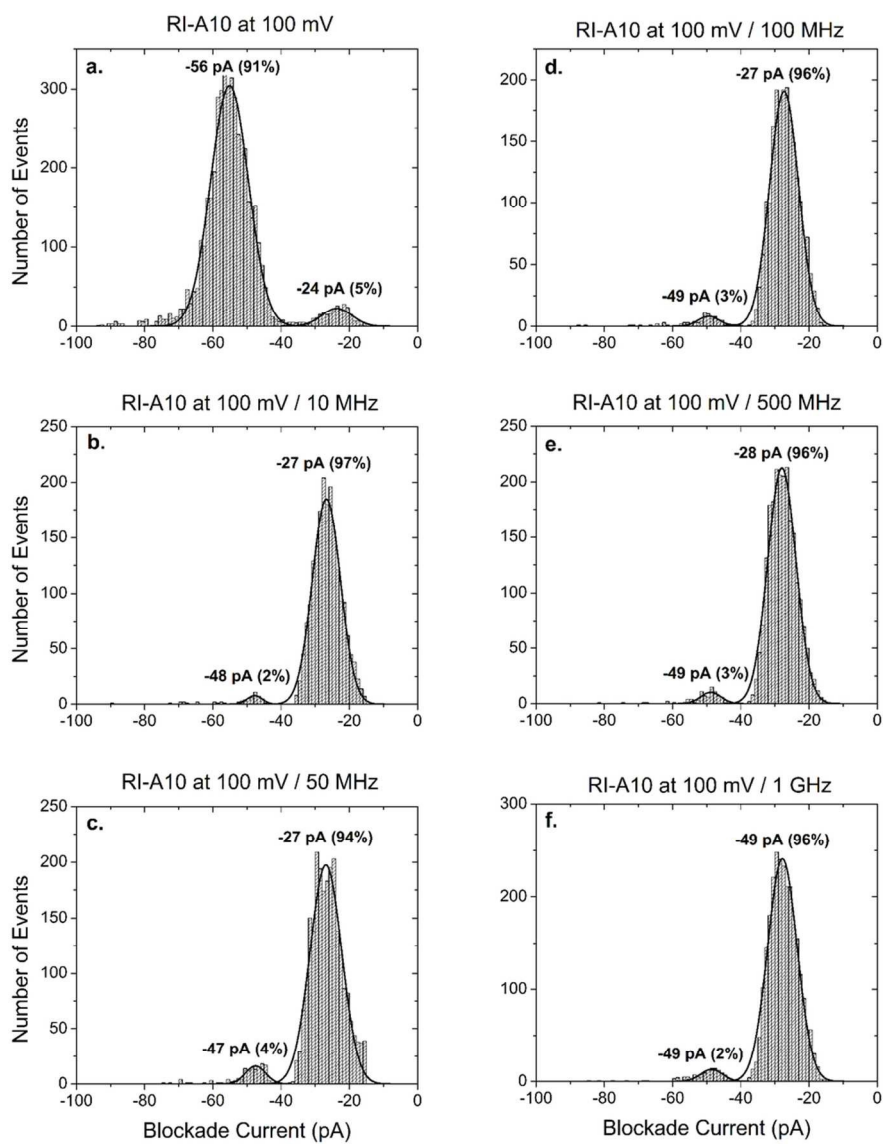 RI-A10 at 100 mV
a.
-56 pA (91%)
-24 pA (5%)
300
200
100
0
-100 -80 -60 -40 -20 0
Number of Events
RI-A10 at 100 mV / 10 MHz
b.
-27 pA (97%)
-48 pA (2%)
250
200
150
100
50
0
-100 -80 -60 -40 -20 0
Number of Events
RI-A10 at 100 mV / 50 MHz
c.
-27 pA (94%)
-47 pA (4%)
250
200
150
100
50
0
-100 -80 -60 -40 -20 0
Number of Events
Blockade Current (pA)
RI-A10 at 100 mV / 100 MHz
d.
-27 pA (96%)
-49 pA (3%)
200
150
100
50
0
-100 -80 -60 -40 -20 0
RI-A10 at 100 mV / 500 MHz
e.
-28 pA (96%)
-49 pA (3%)
250
200
150
100
50
0
-100 -80 -60 -40 -20 0
RI-A10 at 100 mV / 1 GHz
f.
-49 pA (96%)
-49 pA (2%)
300
200
100
0
-100 -80 -60 -40 -20 0
Blockade Current (pA)